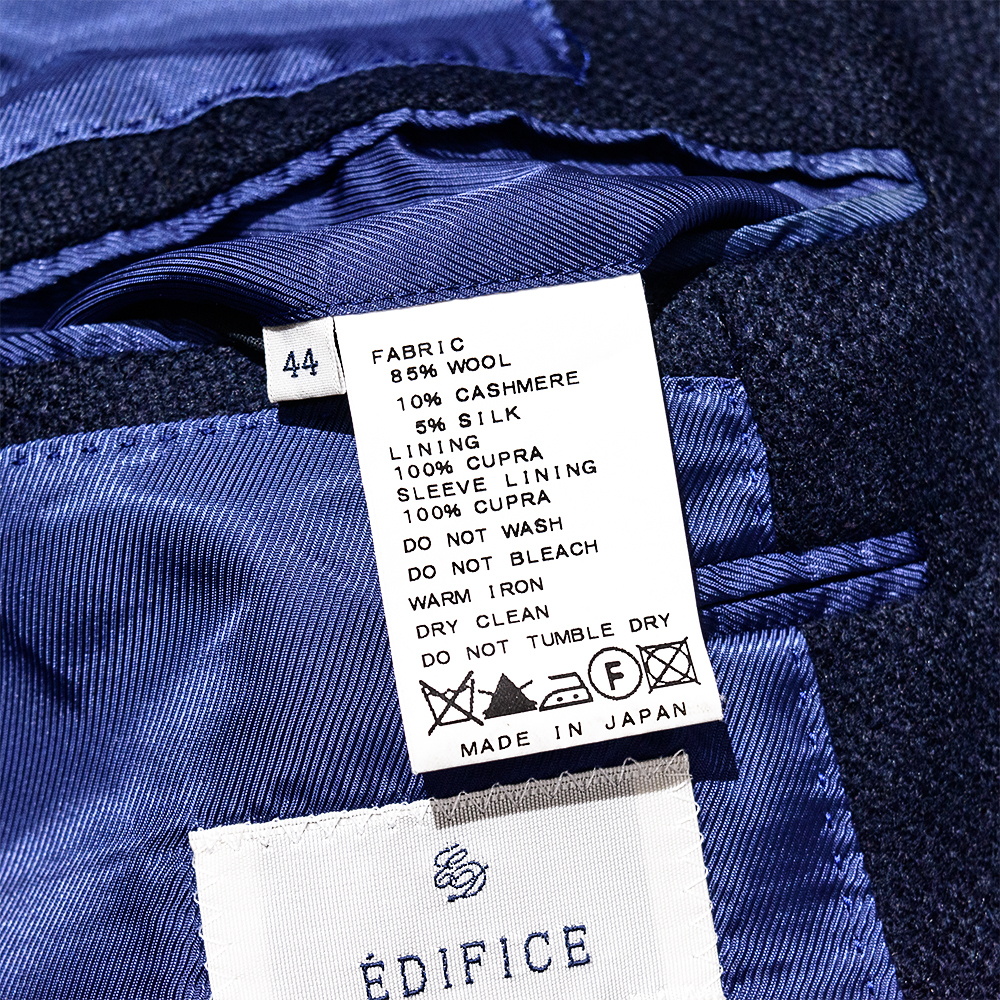 44
FABRIC
85% WOOL
10% CASHMERE
5% SILK
LINING
100% CUPRA
SLEEVE LINING
100% CUPRA
DO NOT WASH
DO NOT BLEACH
WARM IRON
DRY CLEAN
DO NOT TUMBLE DRY
F
MADE IN JAPAN
ÉDIFICE